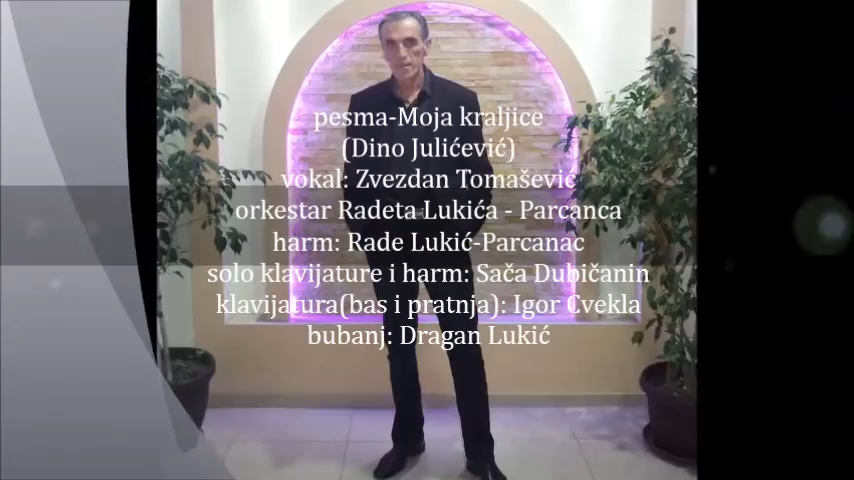 pesma-Moja kraljice
(Dino Julićević)
vokal: Zvezdan Tomašević
orkestar Radeta Lukića - Parcanca
harm: Rade Lukić-Parcanac
solo klavijature i harm: Sača Dubičanin
klavijatura(bas i pratnja): Igor Cvekla
bubanj: Dragan Lukić